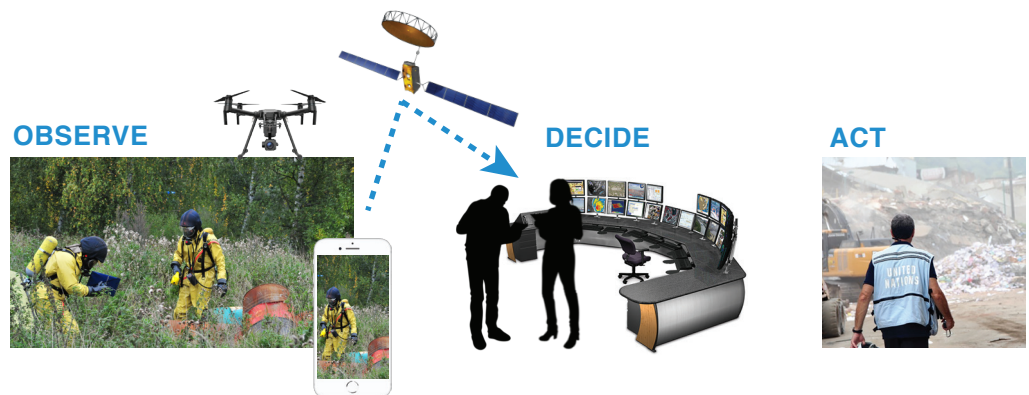 OBSERVE
DECIDE
ACT
UNITED
NATIONS